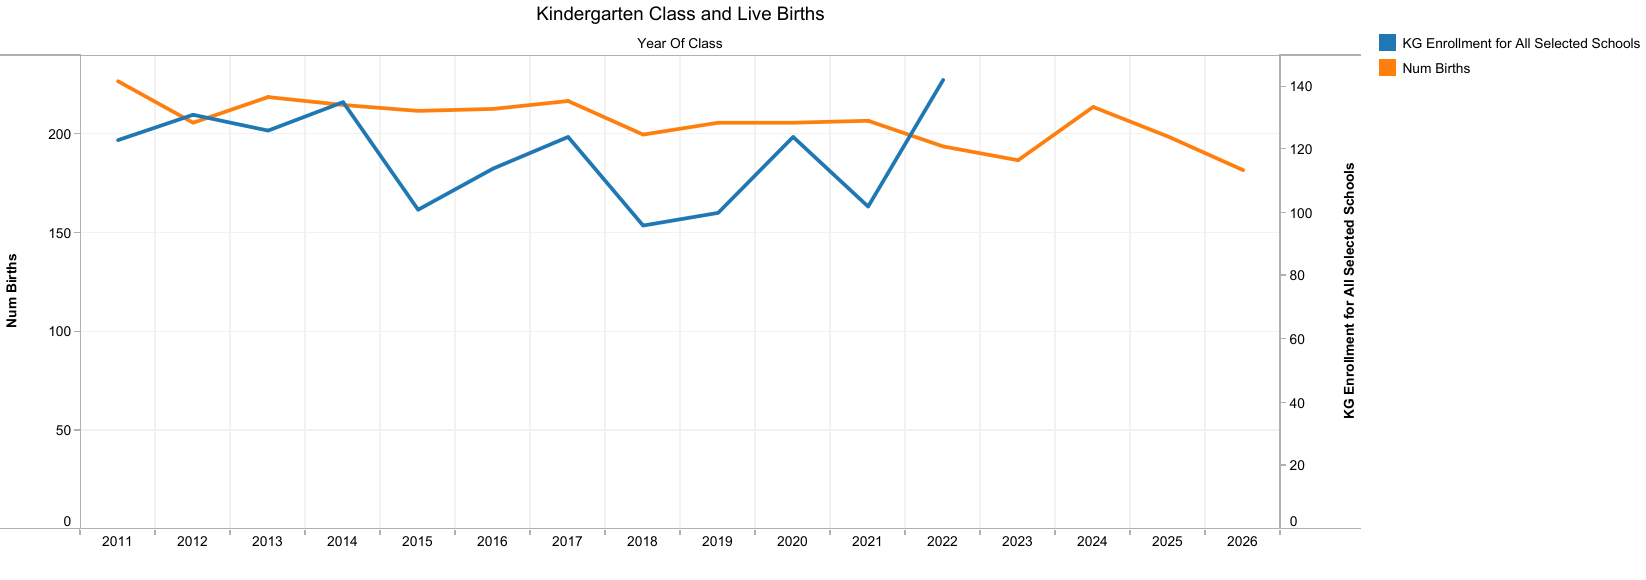 Kindergarten Class and Live Births
Year Of Class
KG Enrollment for All Selected Schools
Num Births
Num Births
200
150
100
50
0
140
120
100
80
60
40
20
0
KG Enrollment for All Selected Schools
2011 2012 2013 2014 2015 2016 2017 2018 2019 2020 2021 2022 2023 2024 2025 2026